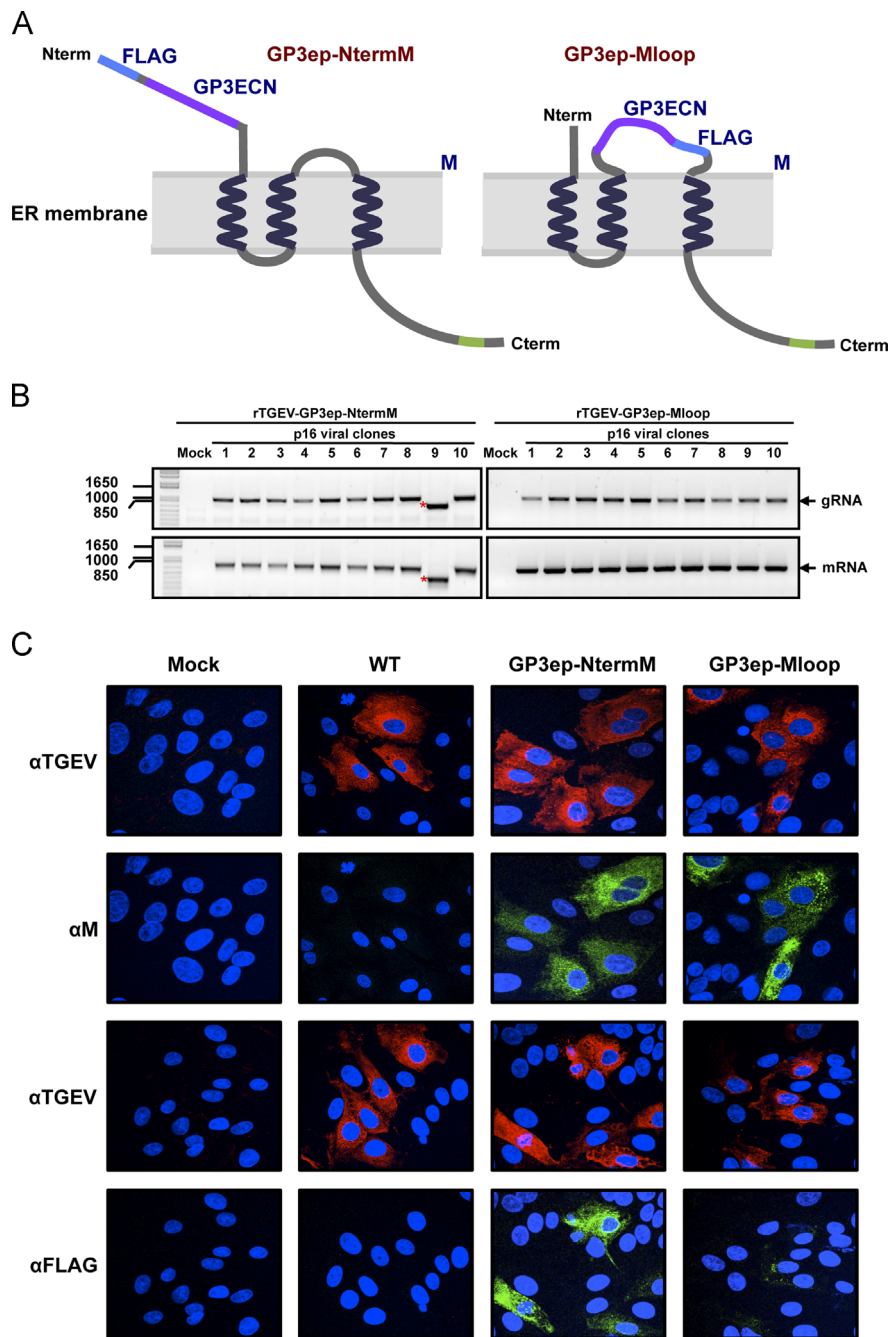 A
Nterm
FLAG
GP3ECN
GP3ep-NtermM
M
ER membrane
Cterm
GP3ep-Mloop
Nterm
GP3ECN
FLAG
M
Cterm
B
rTGEV-GP3ep-NtermM
rTGEV-GP3ep-Mloop
p16 viral clones
p16 viral clones
Mock 1 2 3 4 5 6 7 8 9 10
Mock 1 2 3 4 5 6 7 8 9 10
1650
1000
850
*
gRNA
1650
1000
850
*
mRNA
C
Mock WT GP3ep-NtermM GP3ep-Mloop
αTGEV
αM
αTGEV
αFLAG